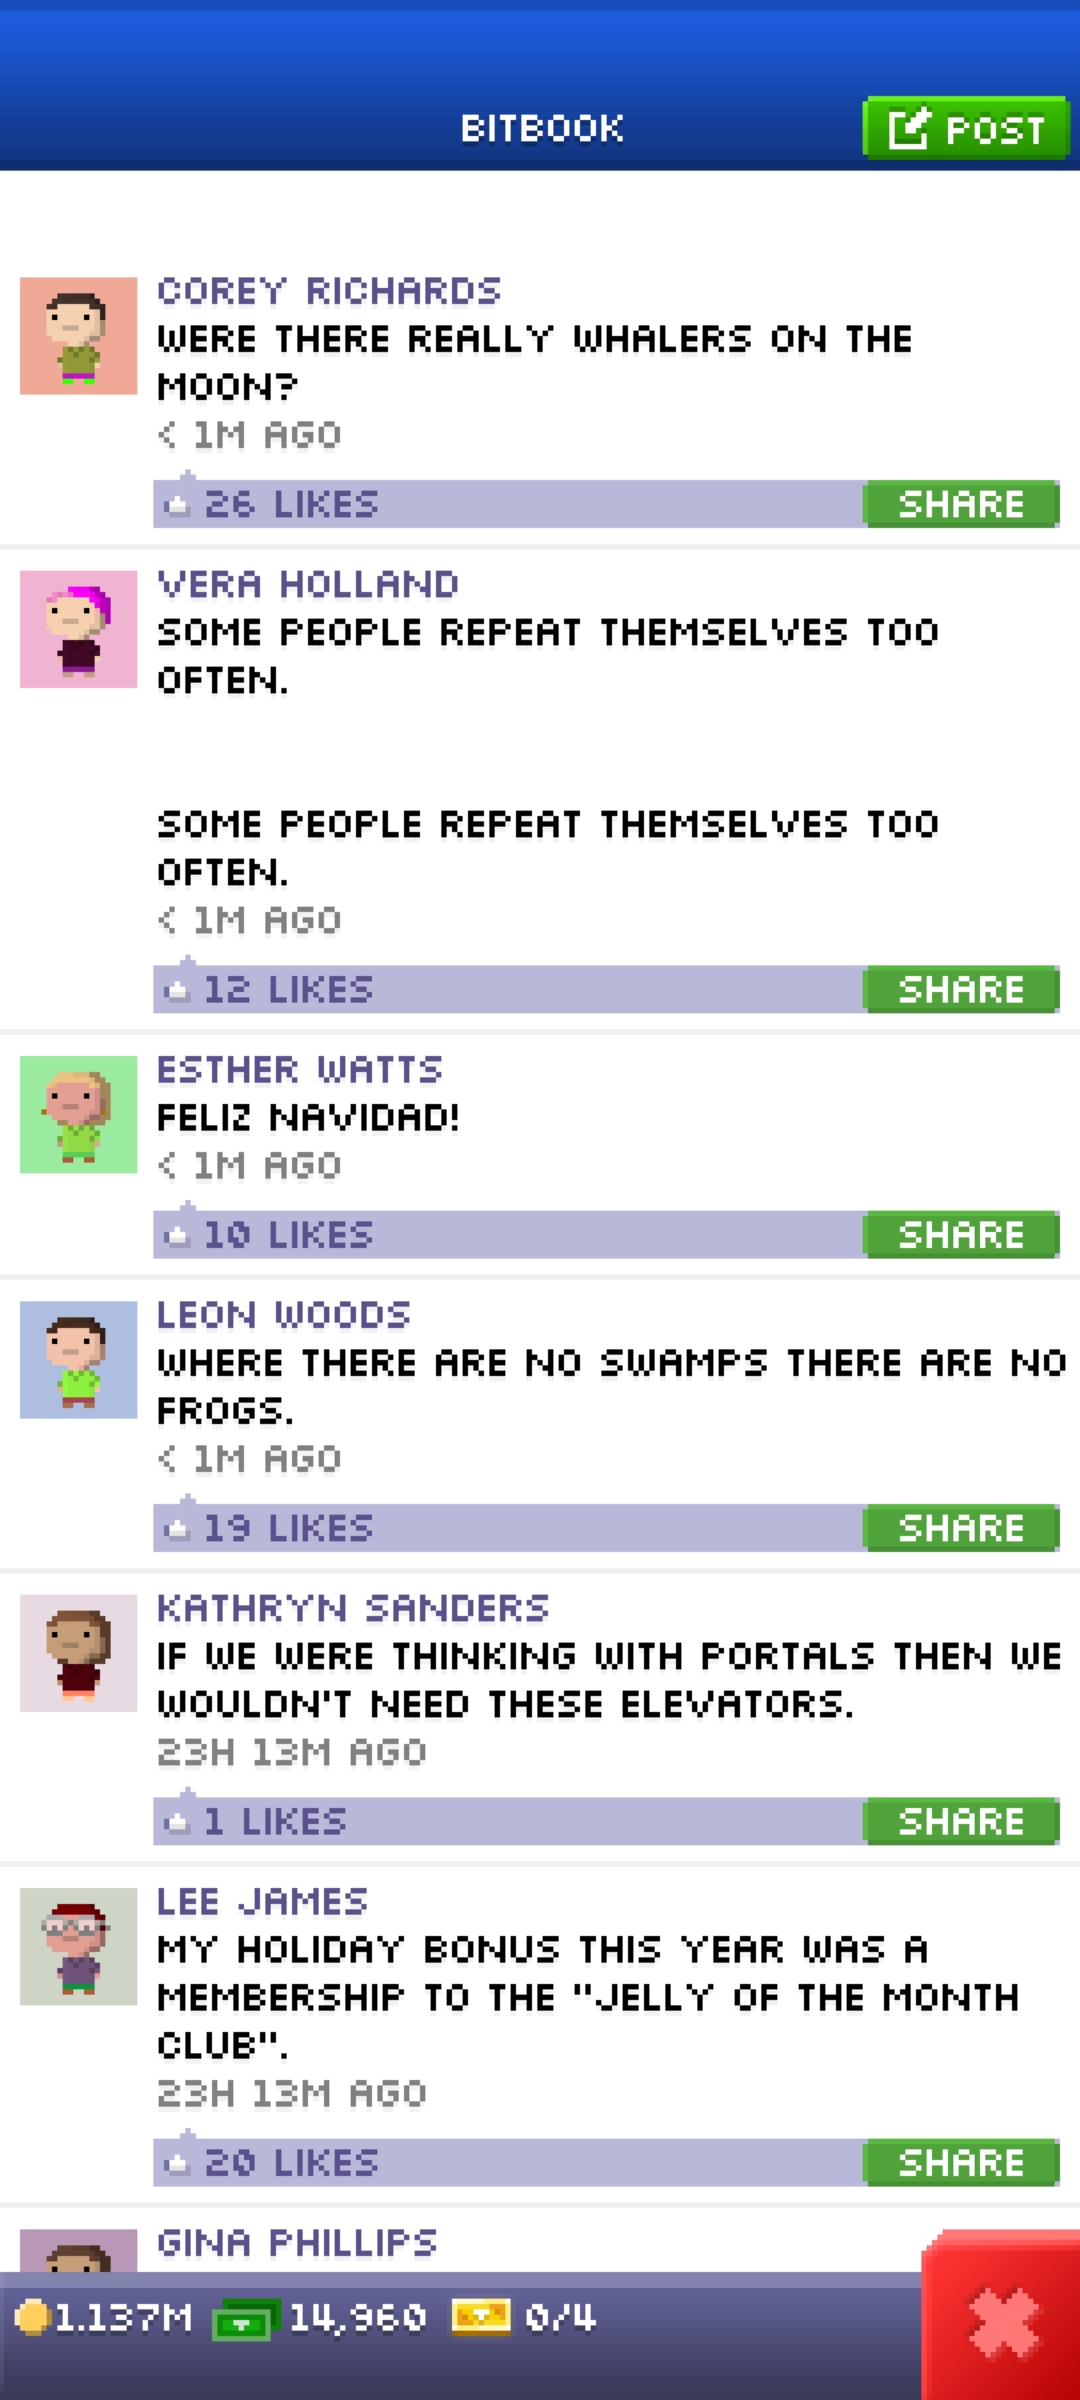 BITBOOK
POST
COREY RICHARDS
WERE THERE REALLY WHALERS ON THE
MOON?
< 1M AGO
26 LIKES
SHARE
VERA HOLLAND
SOME PEOPLE REPEAT THEMSELVES TOO
OFTEN.
SOME PEOPLE REPEAT THEMSELVES TOO
OFTEN.
< 1M AGO
12 LIKES
SHARE
ESTHER WATTS
FELIZ NAVIDAD!
< 1M AGO
10 LIKES
SHARE
LEON WOODS
WHERE THERE ARE NO SWAMPS THERE ARE NO
FROGS.
< 1M AGO
19 LIKES
SHARE
KATHRYN SANDERS
IF WE WERE THINKING WITH PORTALS THEN WE
WOULDN'T NEED THESE ELEVATORS.
23H 13M AGO
1 LIKES
SHARE
LEE JAMES
MY HOLIDAY BONUS THIS YEAR WAS A
MEMBERSHIP TO THE "JELLY OF THE MONTH
CLUB".
23H 13M AGO
20 LIKES
SHARE
GINA PHILLIPS
1.137M 14,960 0/4